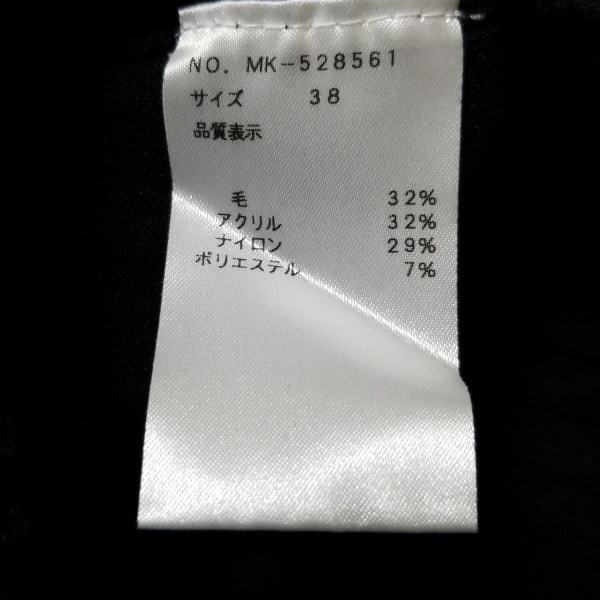 NO. MK-528561
サイズ 38
品質表示
毛 32%
アクリル 32%
ナイロン 29%
ポリエステル 7%